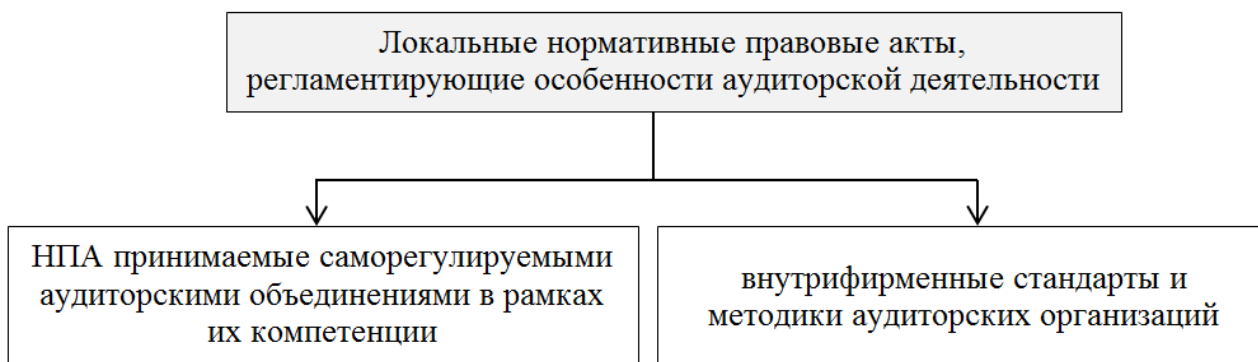 Локальные нормативные правовые акты,
регламентирующие особенности аудиторской деятельности
НПА принимаемые саморегулируемыми
аудиторскими объединениями в рамках
их компетенции
внутрифирменные стандарты и
методики аудиторских организаций